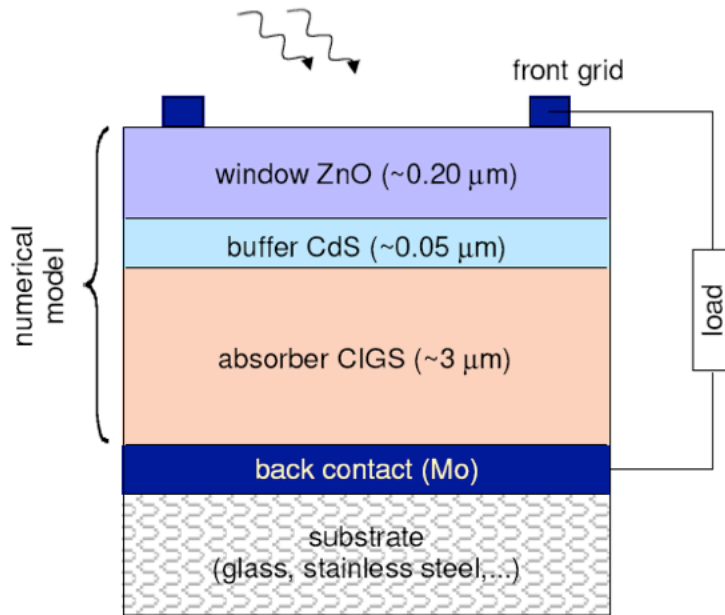 front grid
window ZnO (~0.20 μm)
buffer CdS (~0.05 μm)
absorber CIGS (~3 μm)
back contact (Mo)
substrate
(glass, stainless steel,...)
numerical
model
load